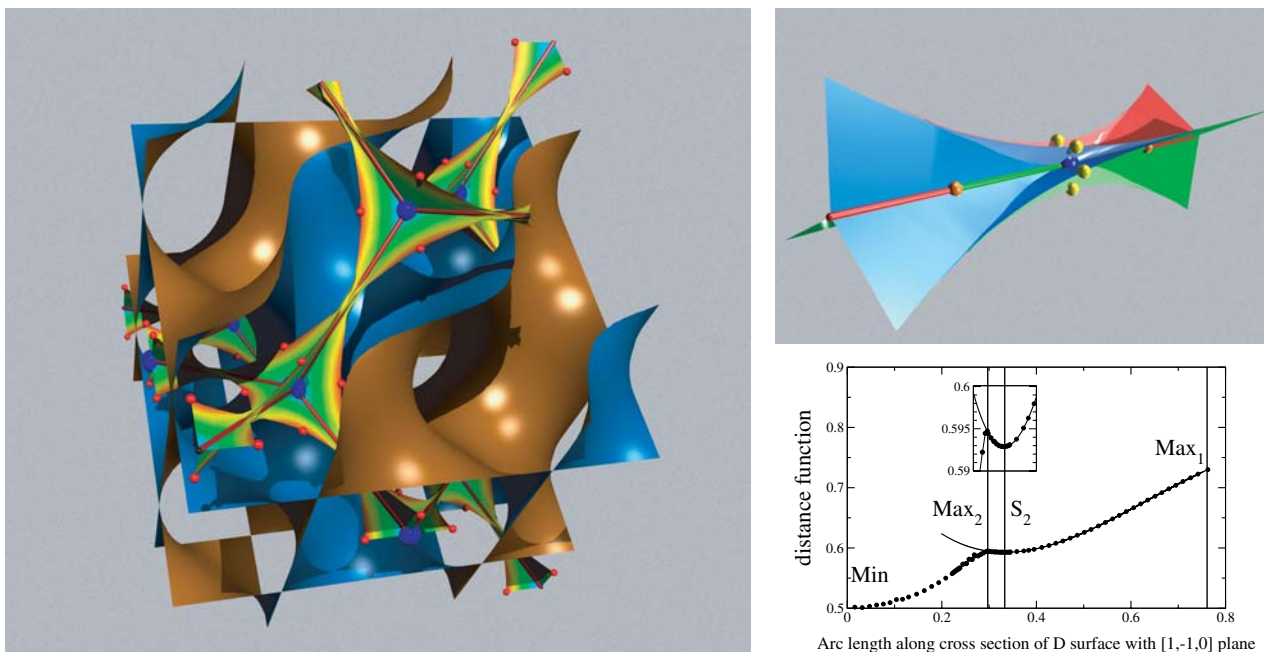 0.9
0.8
0.7
0.6
0.5
distance function
0.6
0.595
0.59
Max₁
Max₂
S₂
Min
0
0.2
0.4
0.6
0.8
Arc length along cross section of D surface with [1,-1,0] plane